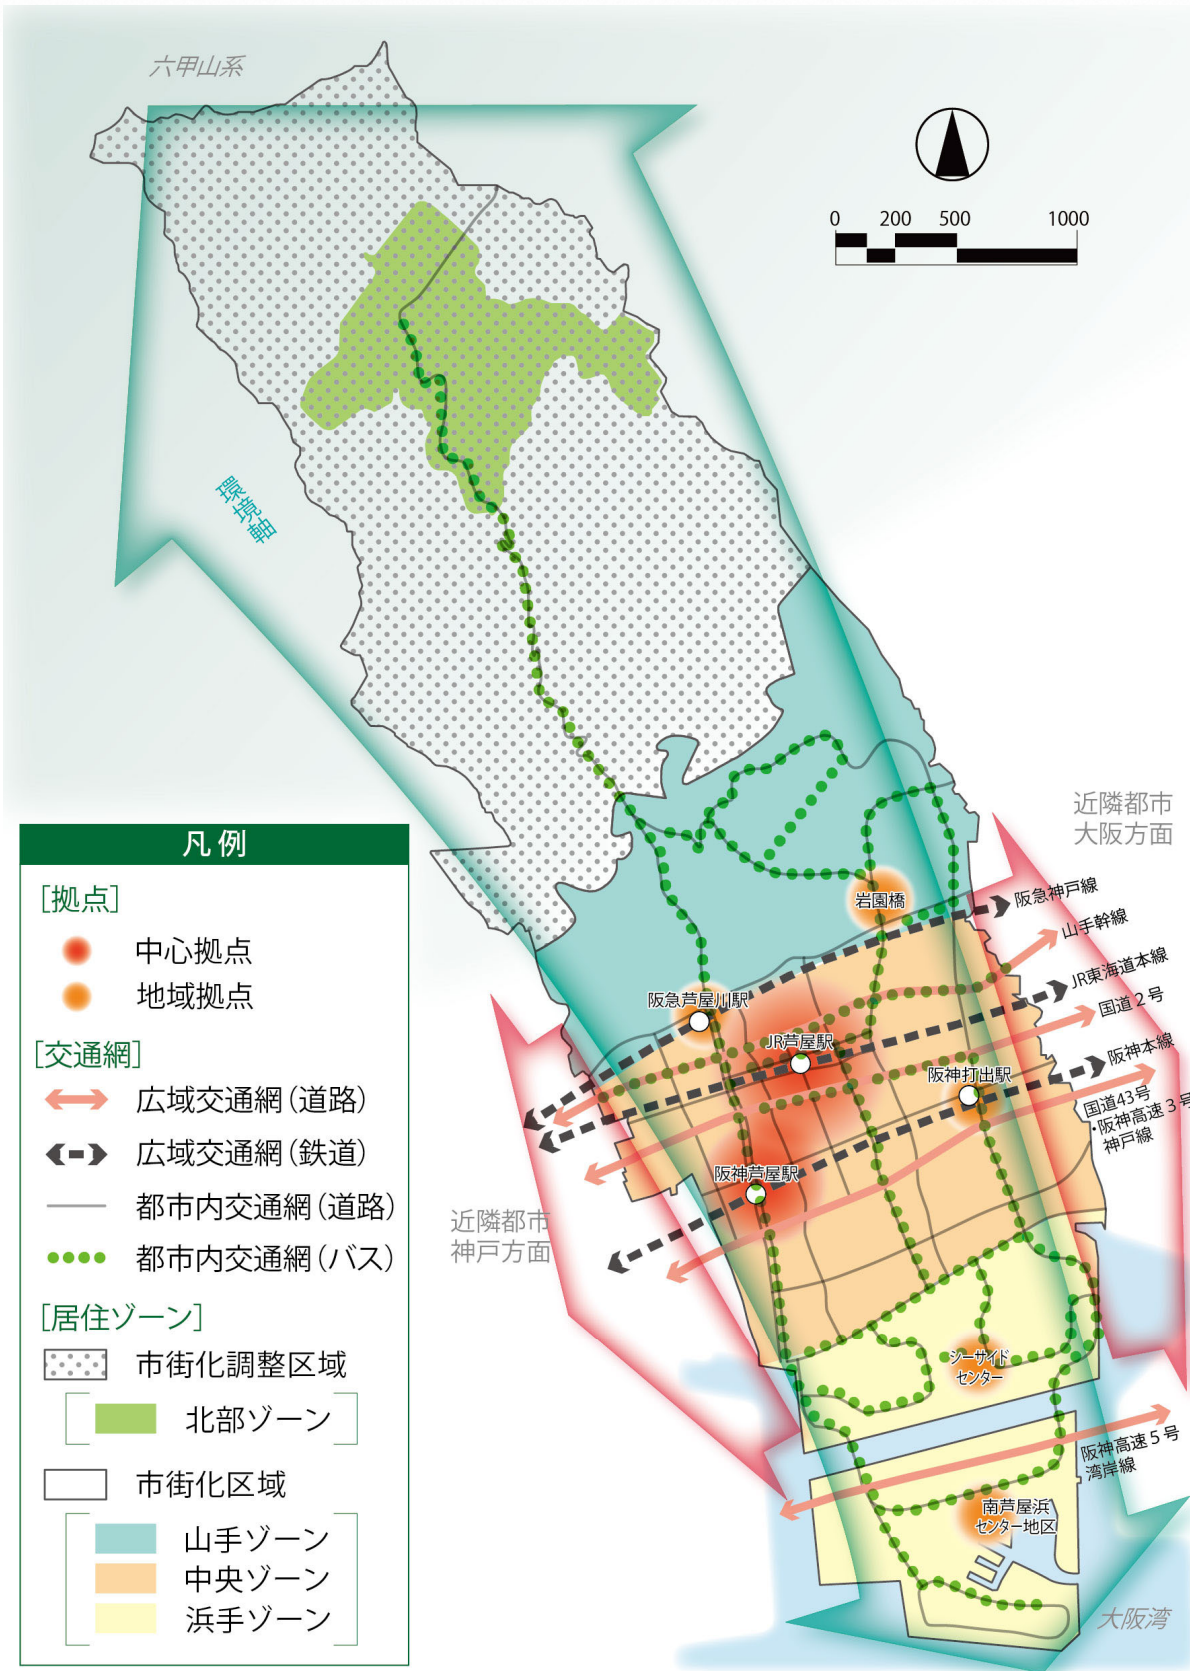 六甲山系
0 200 500 1000
環境軸
近隣都市
大阪方面
岩園橋
阪急神戸線
山手幹線
阪急芦屋川駅
JR東海道本線
国道2号
JR芦屋駅
阪神本線
阪神打出駅
国道43号
・阪神高速3号
神戸線
阪神芦屋駅
近隣都市
神戸方面
シーサイド
センター
阪神高速5号
湾岸線
南芦屋浜
センター地区
大阪湾
凡例
[拠点]
中心拠点
地域拠点
[交通網]
広域交通網(道路)
広域交通網(鉄道)
都市内交通網(道路)
都市内交通網(バス)
[居住ゾーン]
市街化調整区域
北部ゾーン
市街化区域
山手ゾーン
中央ゾーン
浜手ゾーン